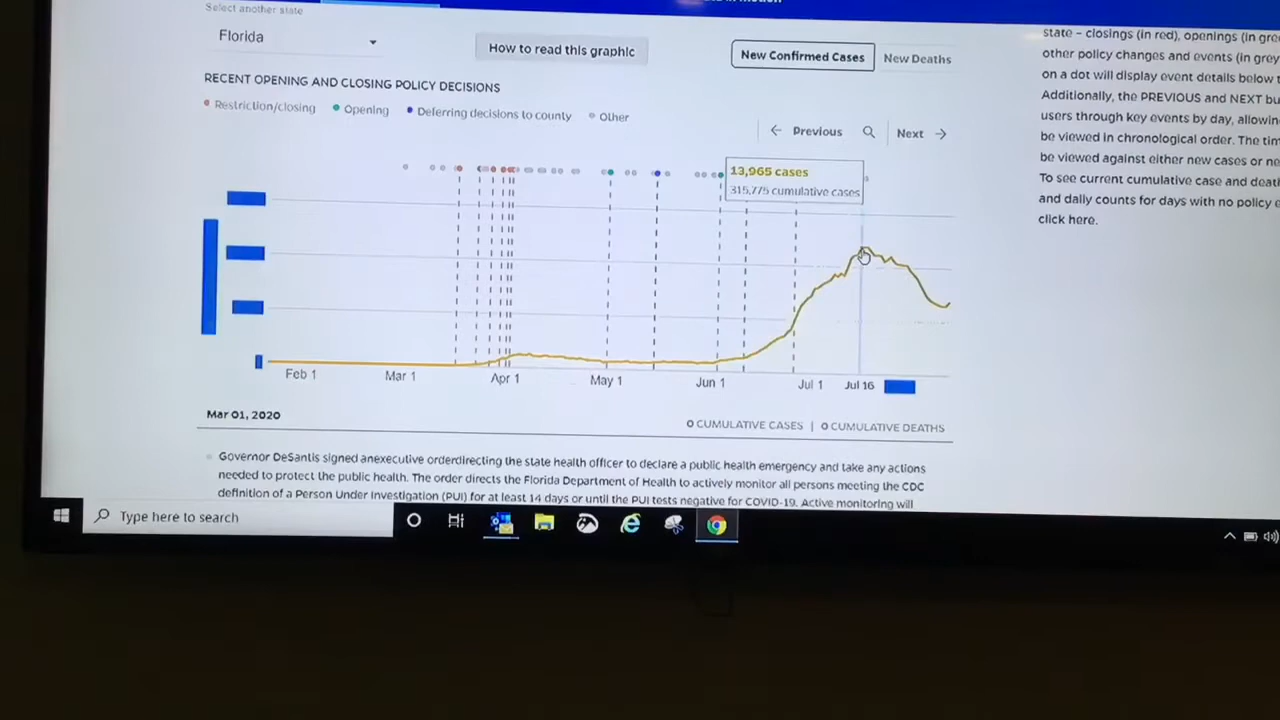 Select another state
Florida
How to read this graphic
New Confirmed Cases
New Deaths
RECENT OPENING AND CLOSING POLICY DECISIONS
Restriction/closing
Opening
Deferring decisions to county
Other
Previous
Next
13,965 cases
315,775 cumulative cases
Feb 1
Mar 1
Apr 1
May 1
Jun 1
Jul 1
Jul 16
Mar 01, 2020
0 CUMULATIVE CASES | 0 CUMULATIVE DEATHS
Governor DeSantis signed anexecutive orderdirecting the state health officer to declare a public health emergency and take any actions
needed to protect the public health. The order directs the Florida Department of Health to actively monitor all persons meeting the CDC
definition of a Person Under Investigation (PUI) for at least 14 days or until the PUI tests negative for COVID-19. Active monitoring will
state – closings (in red), openings (in
other policy changes and events (in grey
on a dot will display event details below
Additionally, the PREVIOUS and NEXT
users through key events by day,
be viewed in chronological order. The
be viewed against either new cases or
To see current cumulative case and
and daily counts for days with no policy
click here.
Type here to search